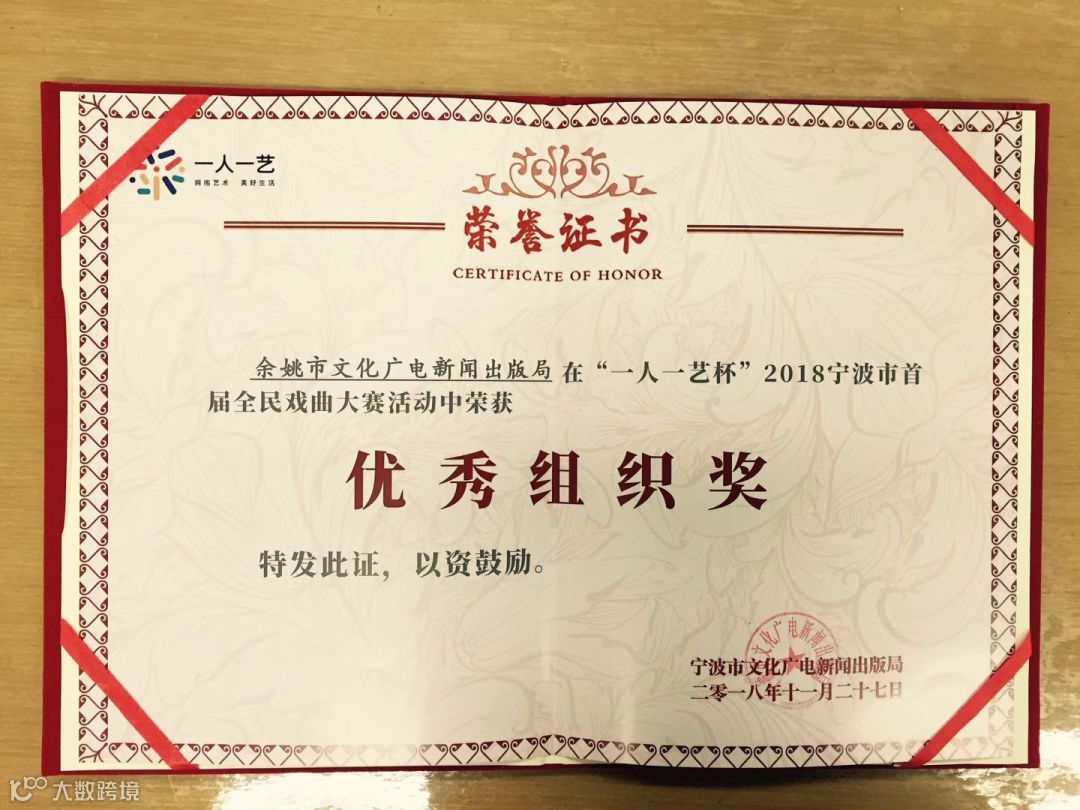 一人一艺
拥抱艺术 美好生活
荣誉证书
CERTIFICATE OF HONOR
余姚市文化广电新闻出版局在“一人一艺杯”2018宁波市首
届全民戏曲大赛活动中荣获
优秀组织奖
特发此证，以资鼓励。
宁波市文化广电新闻出版局
二零一八年十一月二十七日
大数跨境